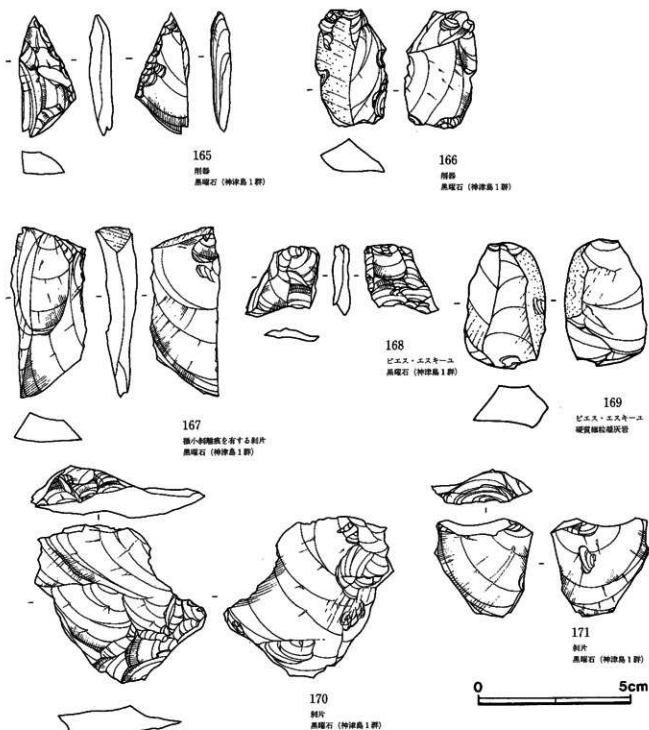 165
削器
黒曜石（神津島1群）
166
削器
黒曜石（神津島1群）
167
微小剥離痕を有する剥片
黒曜石（神津島1群）
168
ピエス・エスキーユ
黒曜石（神津島1群）
169
ピエス・エスキーユ
硬質細粒凝灰岩
170
剥片
黒曜石（神津島1群）
171
剥片
黒曜石（神津島1群）
0
5cm